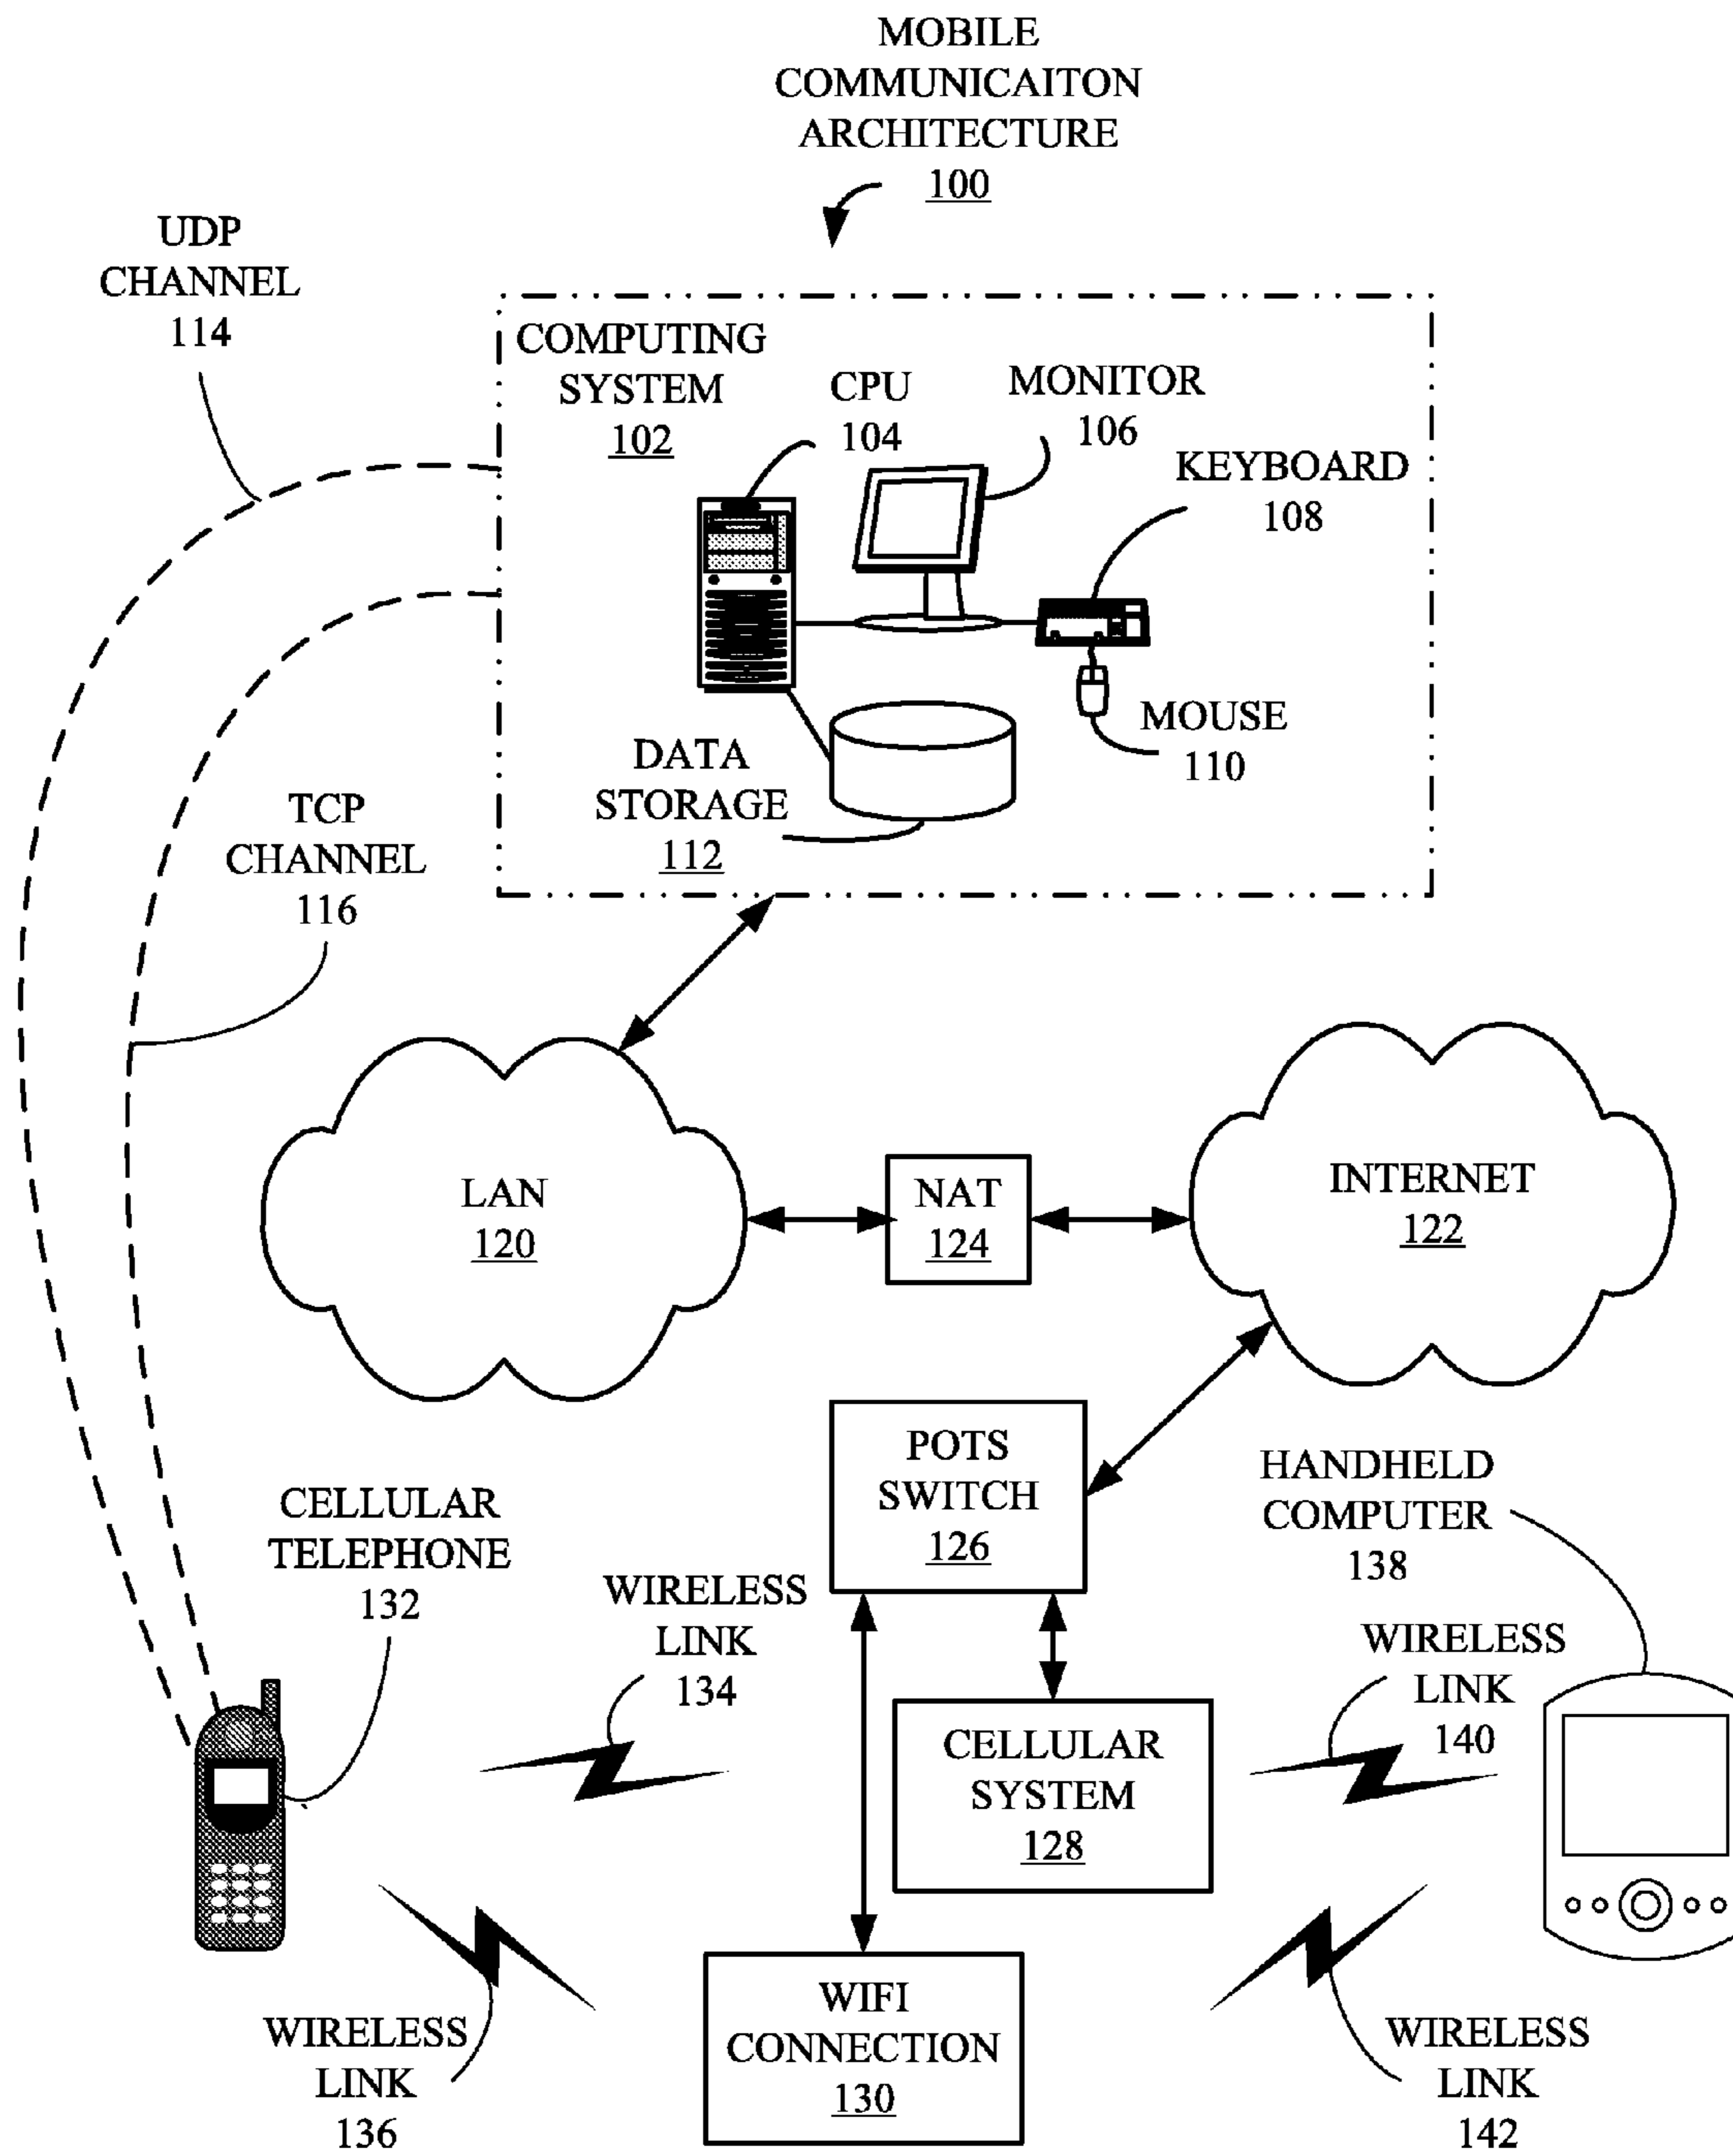 MOBILE
COMMUNICAITON
ARCHITECTURE
100
UDP
CHANNEL
114
COMPUTING
SYSTEM
102
CPU
104
MONITOR
106
KEYBOARD
108
MOUSE
110
DATA
STORAGE
112
TCP
CHANNEL
116
LAN
120
NAT
124
INTERNET
122
POTS
SWITCH
126
HANDHELD
COMPUTER
138
CELLULAR
TELEPHONE
132
WIRELESS
LINK
134
WIRELESS
LINK
140
CELLULAR
SYSTEM
128
WIFI
CONNECTION
130
WIRELESS
LINK
136
WIRELESS
LINK
142